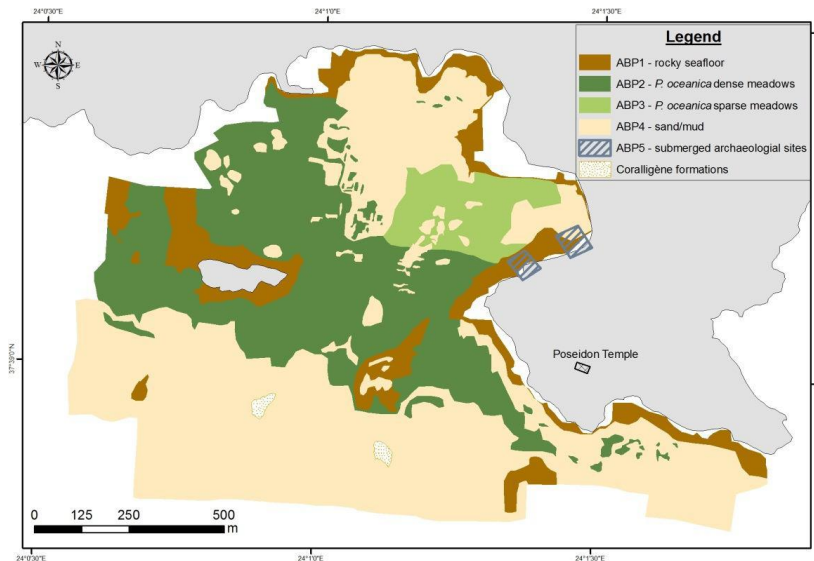 24°0'30"E
24°1'0"E
24°1'30"E
N
W
E
S
Legend
ABP1 - rocky seafloor
ABP2 - P. oceanica dense meadows
ABP3 - P. oceanica sparse meadows
ABP4 - sand/mud
ABP5 - submerged archaeologial sites
Coralligène formations
37°39'0"N
Poseidon Temple
0 125 250 500
m
24°0'30"E
24°1'0"E
24°1'30"E